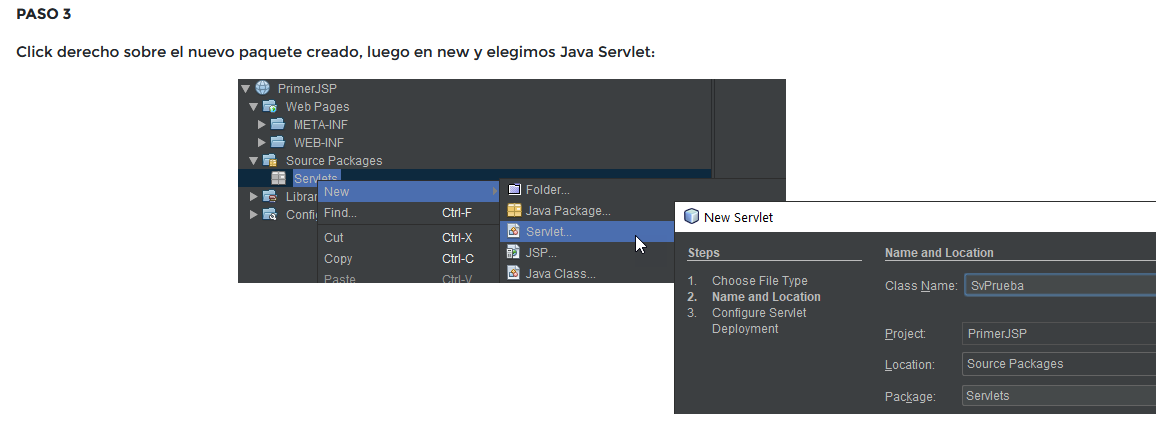 PASO 3
Click derecho sobre el nuevo paquete creado, luego en new y elegimos Java Servlet:
PrimerJSP
Web Pages
META-INF
WEB-INF
Source Packages
Servlets
Librar
Config
New
Find... Ctrl-F
Cut Ctrl-X
Copy Ctrl-C
Paste Ctrl-V
Folder...
Java Package...
Servlet...
JSP...
Java Class...
New Servlet
Steps
1. Choose File Type
2. Name and Location
3. Configure Servlet
Deployment
Name and Location
Class Name: SvPrueba
Project: PrimerJSP
Location: Source Packages
Package: Servlets